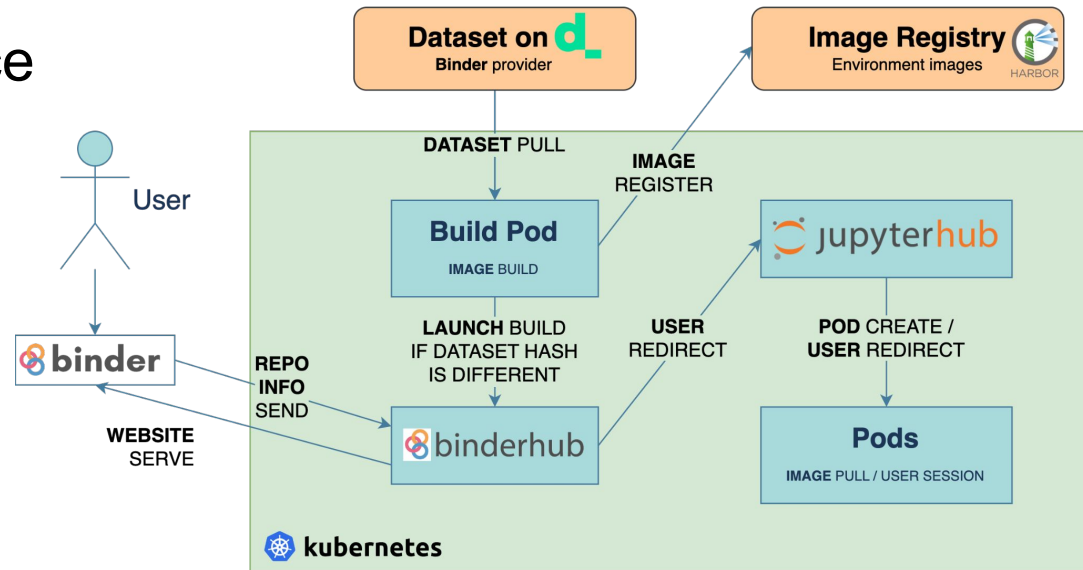 ce
Dataset on d_
Binder provider
Image Registry
Environment images
HARBOR
DATASET PULL
IMAGE
REGISTER
User
Build Pod
IMAGE BUILD
jupyterhub
LAUNCH BUILD
IF DATASET HASH
IS DIFFERENT
USER
REDIRECT
POD CREATE /
USER REDIRECT
binder
REPO
INFO
SEND
WEBSITE
SERVE
binderhub
Pods
IMAGE PULL / USER SESSION
kubernetes